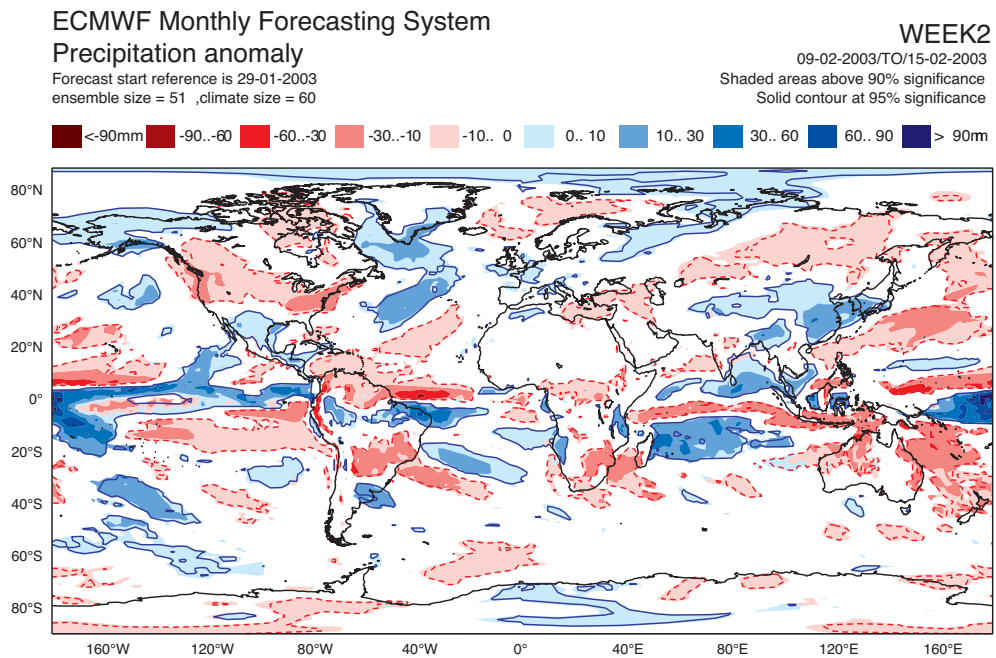 ECMWF Monthly Forecasting System
Precipitation anomaly
Forecast start reference is 29-01-2003
ensemble size = 51 ,climate size = 60
WEEK2
09-02-2003/TO/15-02-2003
Shaded areas above 90% significance
Solid contour at 95% significance
<-90mm -90..-60 -60..-30 -30..-10 -10.. 0 0.. 10 10.. 30 30.. 60 60.. 90 > 90m
80°N
60°N
40°N
20°N
0°
20°S
40°S
60°S
80°S
160°W 120°W 80°W 40°W 0° 40°E 80°E 120°E 160°E